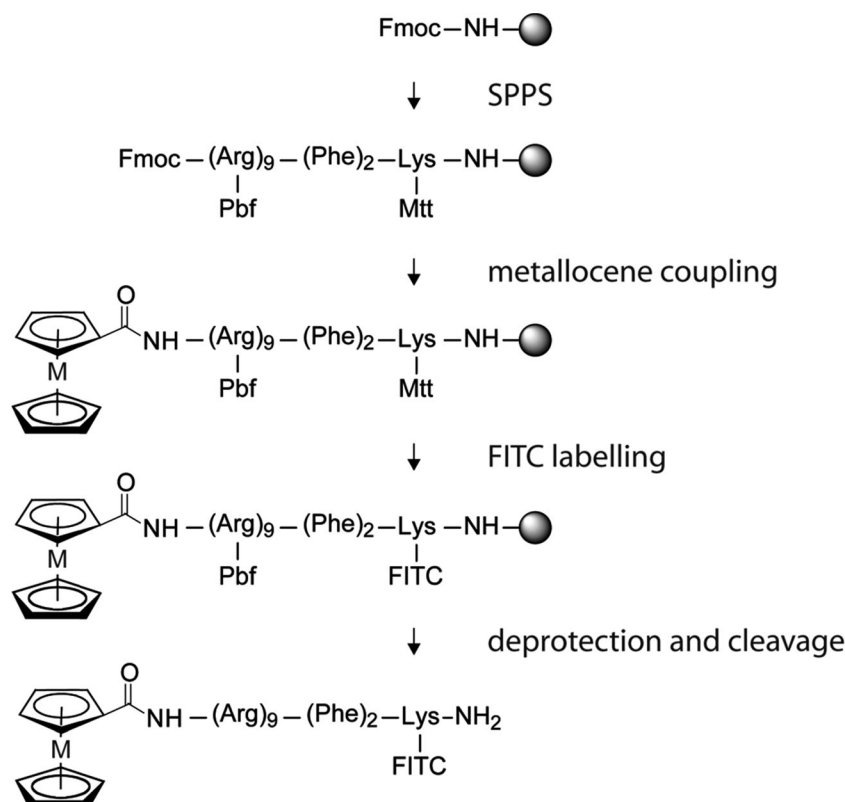 Fmoc–NH–
SPPS
Fmoc – (Arg)9 – (Phe)2 – Lys – NH –
Pbf Mtt
metallocene coupling
O
NH – (Arg)9 – (Phe)2 – Lys – NH –
M
Pbf Mtt
FITC labelling
O
NH – (Arg)9 – (Phe)2 – Lys – NH –
M
Pbf FITC
deprotection and cleavage
O
NH – (Arg)9 – (Phe)2 – Lys – NH2
M
FITC